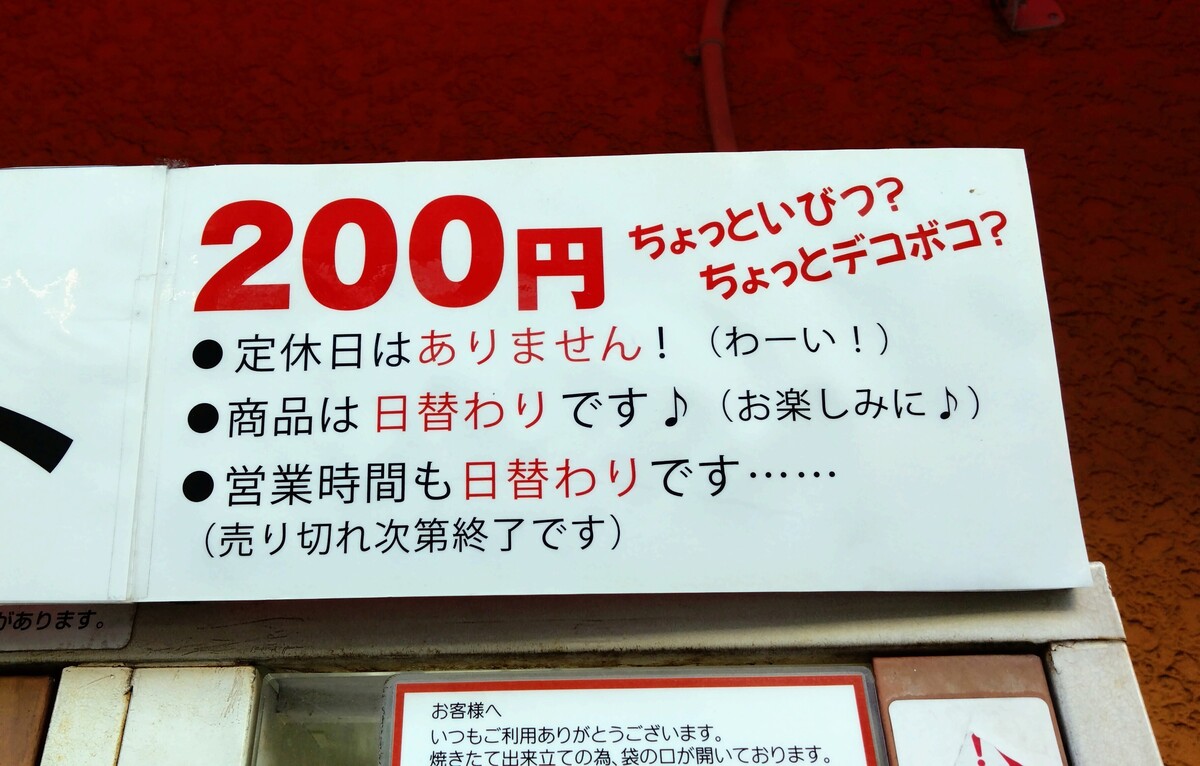 200円
ちょっといびつ?
ちょっとデコボコ?
●定休日はありません!(わーい!)
●商品は日替わりです♪(お楽しみに♪)
●営業時間も日替わりです……
(売り切れ次第終了です)
があります。
お客様へ
いつもご利用ありがとうございます。
焼きたて出来立ての為、袋の口が開いております。
!